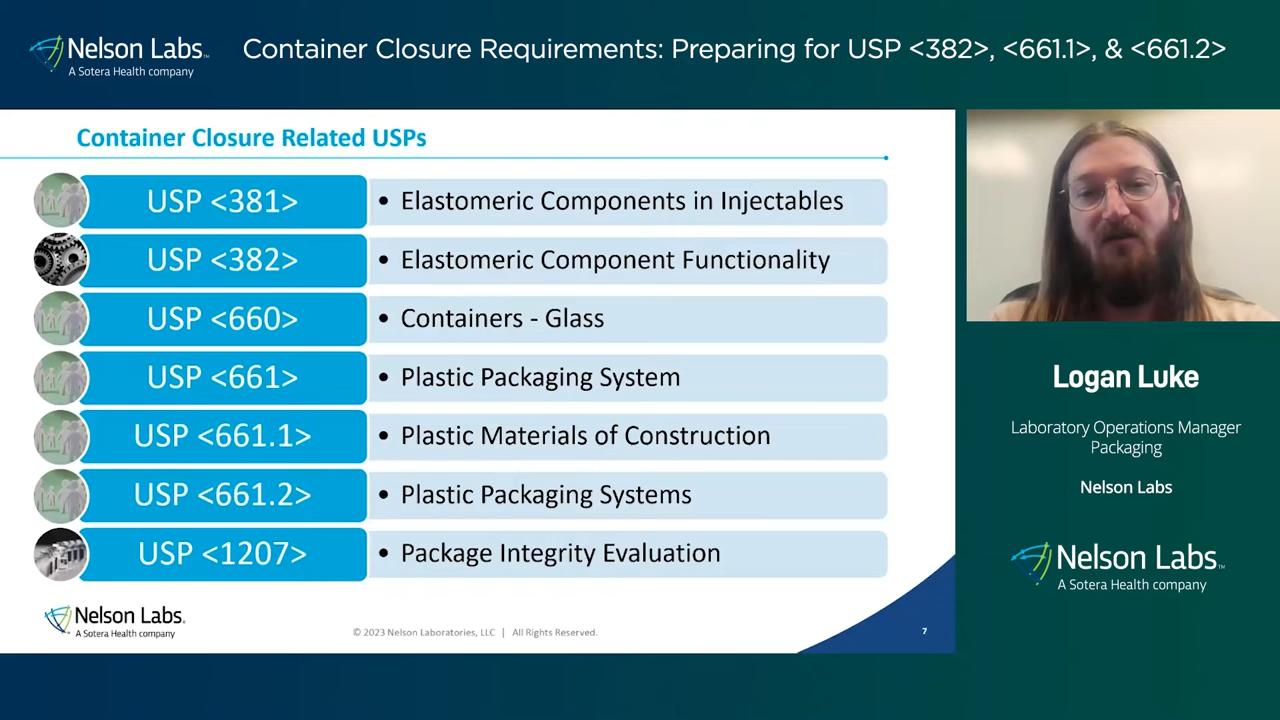 Nelson Labs™
A Sotera Health company
Container Closure Requirements: Preparing for USP <382>, <661.1>, & <661.2>
Container Closure Related USPs
USP <381>
• Elastomeric Components in Injectables
USP <382>
• Elastomeric Component Functionality
USP <660>
• Containers - Glass
USP <661>
• Plastic Packaging System
USP <661.1>
• Plastic Materials of Construction
USP <661.2>
• Plastic Packaging Systems
USP <1207>
• Package Integrity Evaluation
Nelson Labs.
A Sotera Health company
© 2023 Nelson Laboratories, LLC | All Rights Reserved.
7
Logan Luke
Laboratory Operations Manager
Packaging
Nelson Labs
Nelson Labs™
A Sotera Health company